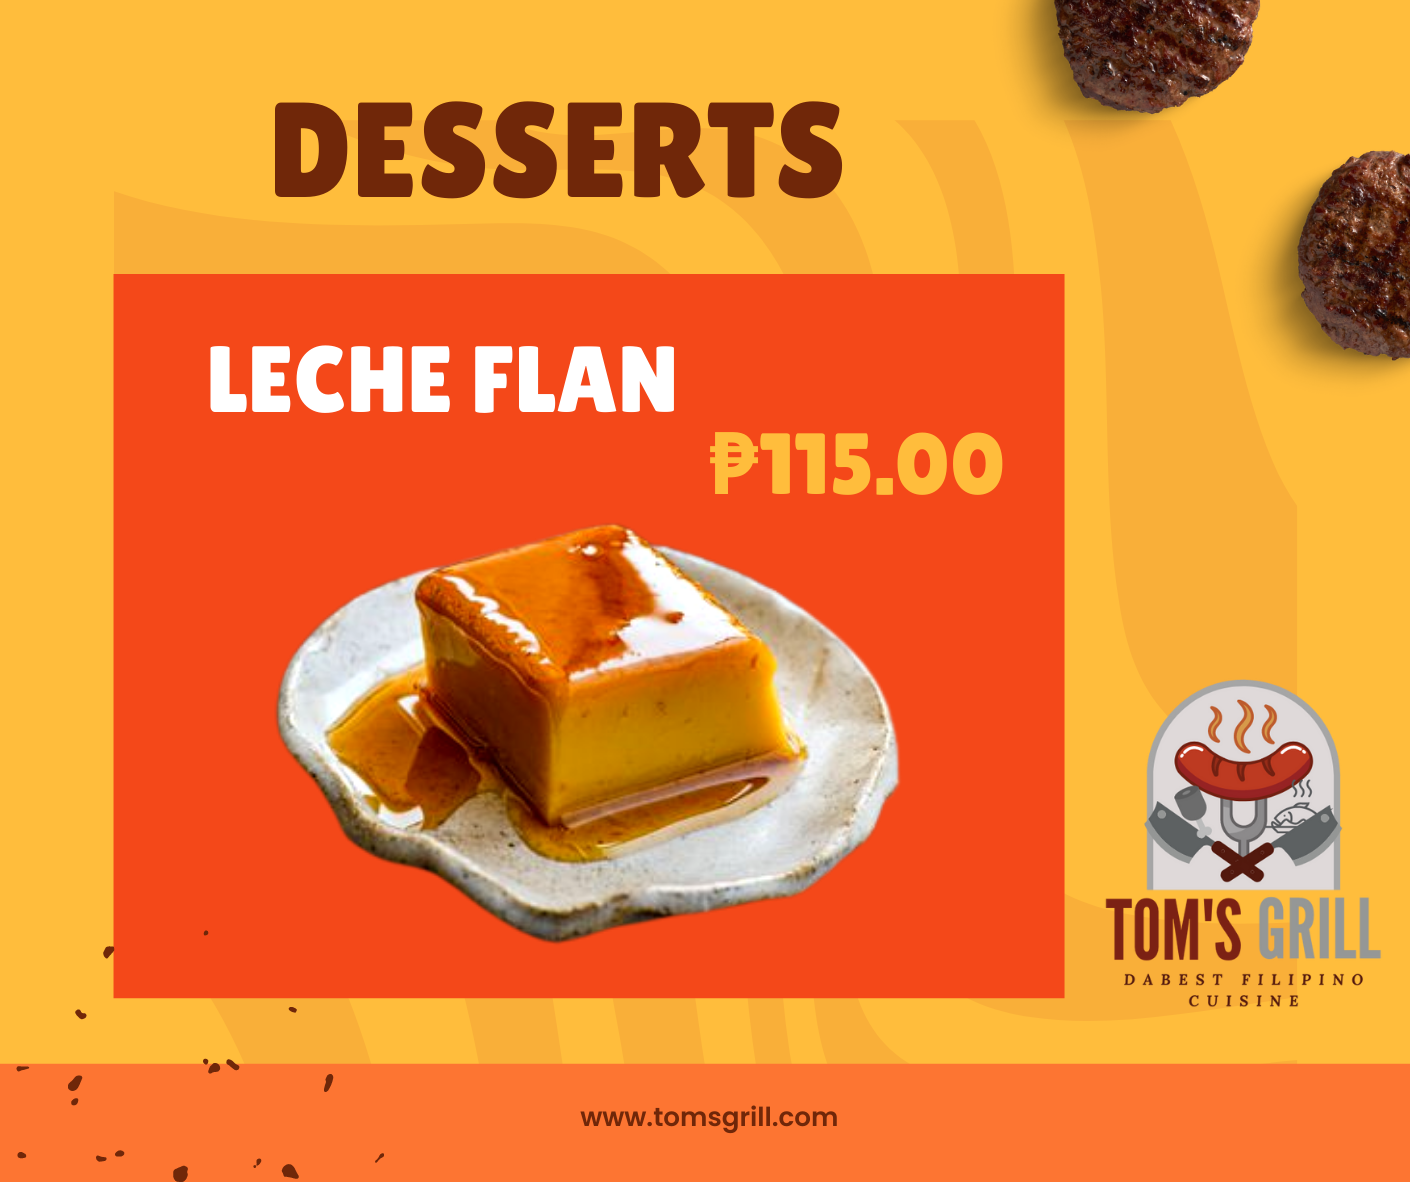 DESSERTS
LECHE FLAN
₱115.00
TOM'S GRILL
DABEST FILIPINO
CUISINE
www.tomsgrill.com